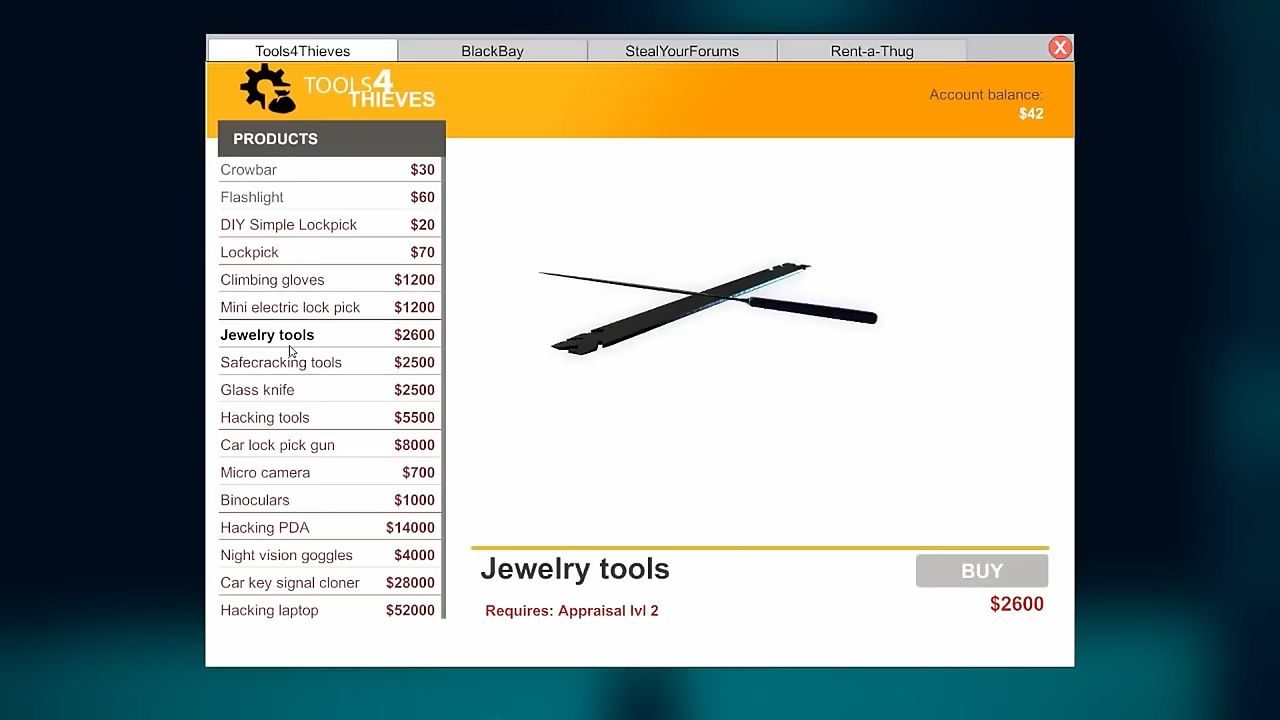 Tools4Thieves BlackBay StealYourForums Rent-a-Thug X
TOOLS4
THIEVES
Account balance:
$42
PRODUCTS
Crowbar $30
Flashlight $60
DIY Simple Lockpick $20
Lockpick $70
Climbing gloves $1200
Mini electric lock pick $1200
Jewelry tools $2600
Safecracking tools $2500
Glass knife $2500
Hacking tools $5500
Car lock pick gun $8000
Micro camera $700
Binoculars $1000
Hacking PDA $14000
Night vision goggles $4000
Car key signal cloner $28000
Hacking laptop $52000
Jewelry tools
BUY
Requires: Appraisal lvl 2
$2600